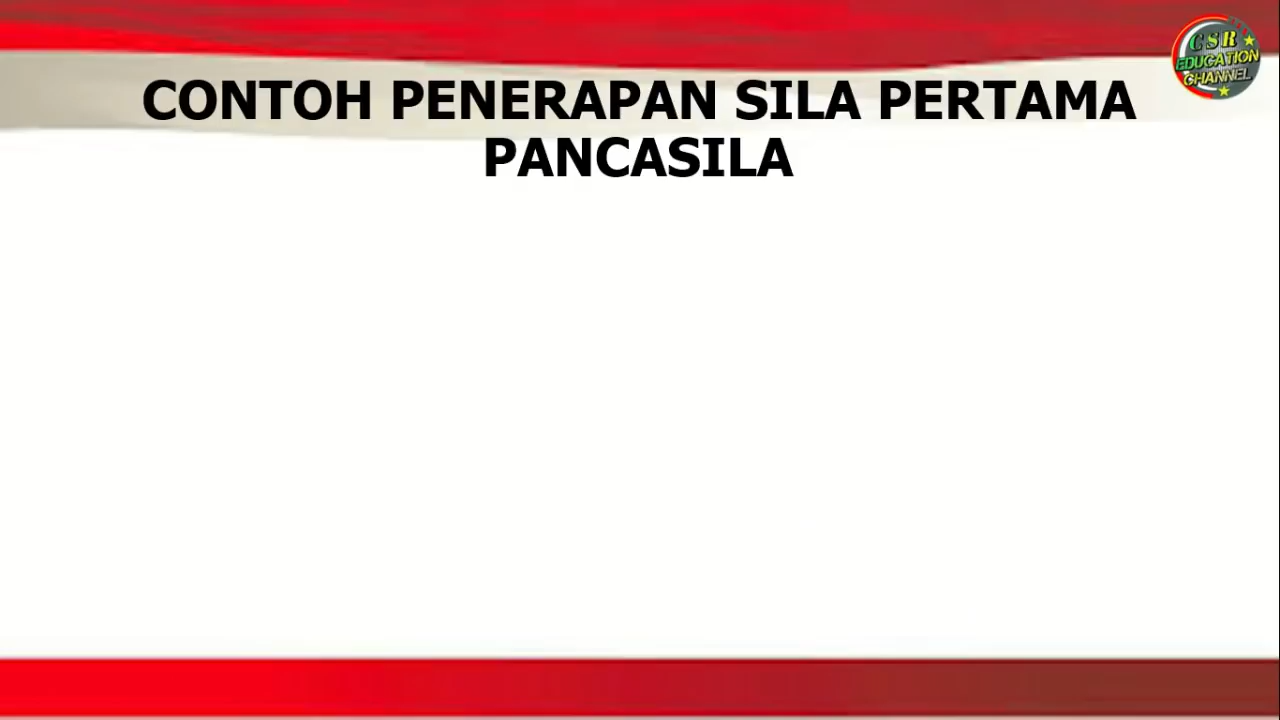 CONTOH PENERAPAN SILA PERTAMA
PANCASILA
CSR
EDUCATION
CHANNEL